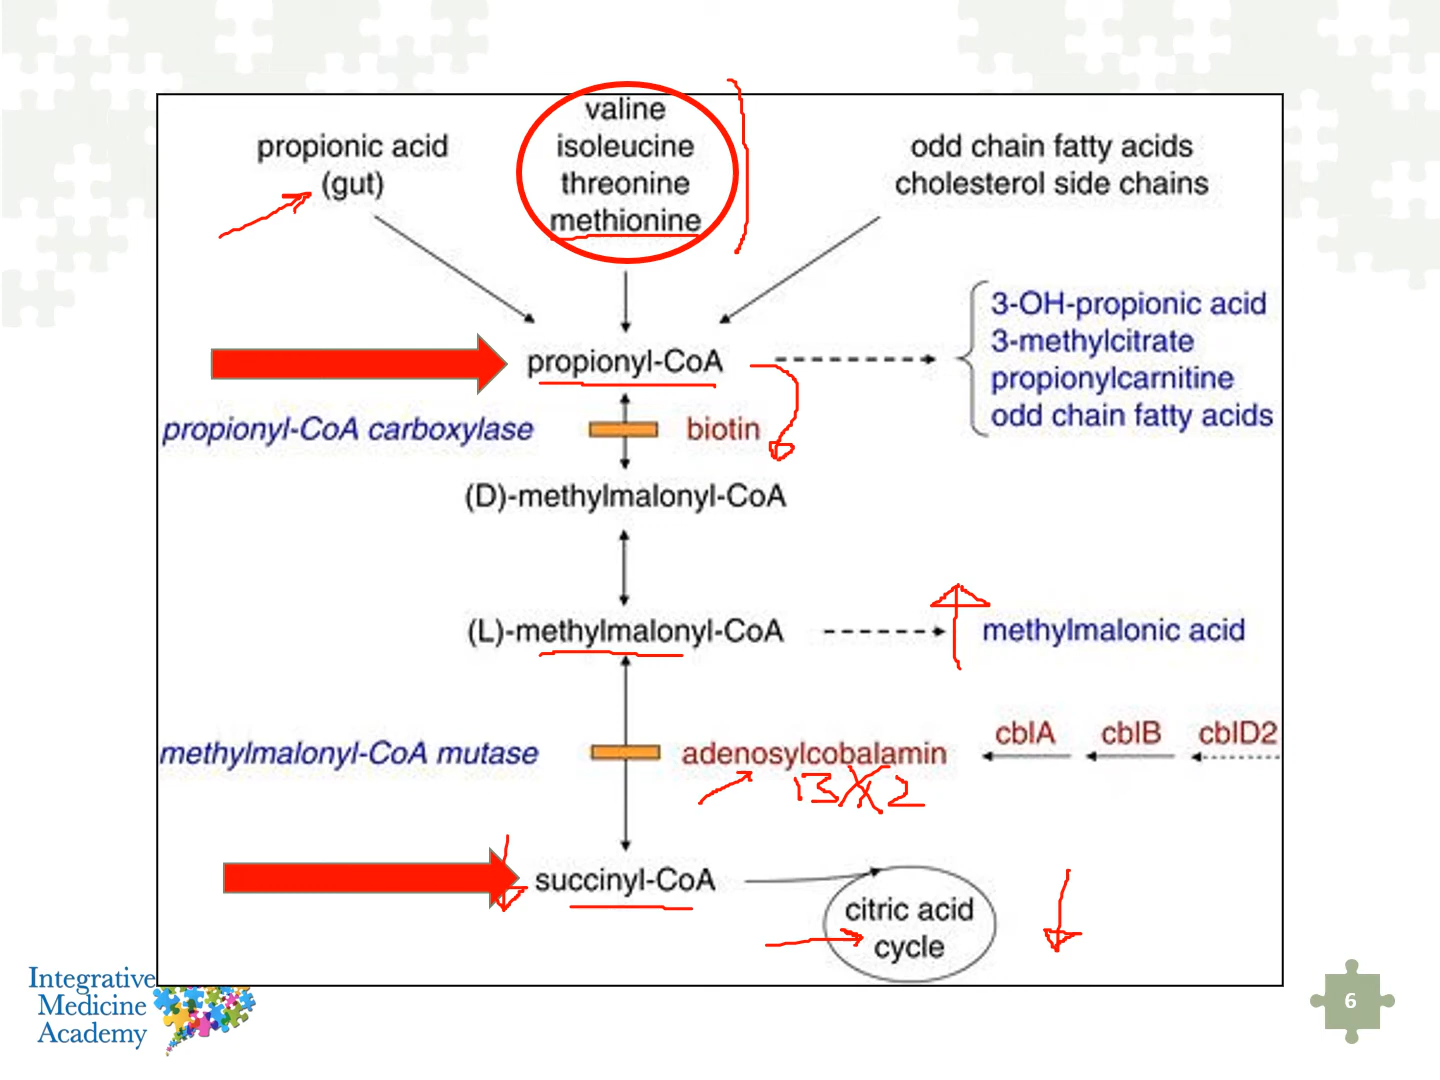 valine
isoleucine
threonine
methionine
propionic acid
(gut)
odd chain fatty acids
cholesterol side chains
propionyl-CoA
3-OH-propionic acid
3-methylcitrate
propionylcarnitine
odd chain fatty acids
propionyl-CoA carboxylase
biotin
(D)-methylmalonyl-CoA
(L)-methylmalonyl-CoA
methylmalonic acid
methylmalonyl-CoA mutase
adenosylcobalamin
cblA
cblB
cblD2
succinyl-CoA
citric acid
cycle
Integrative
Medicine
Academy
6